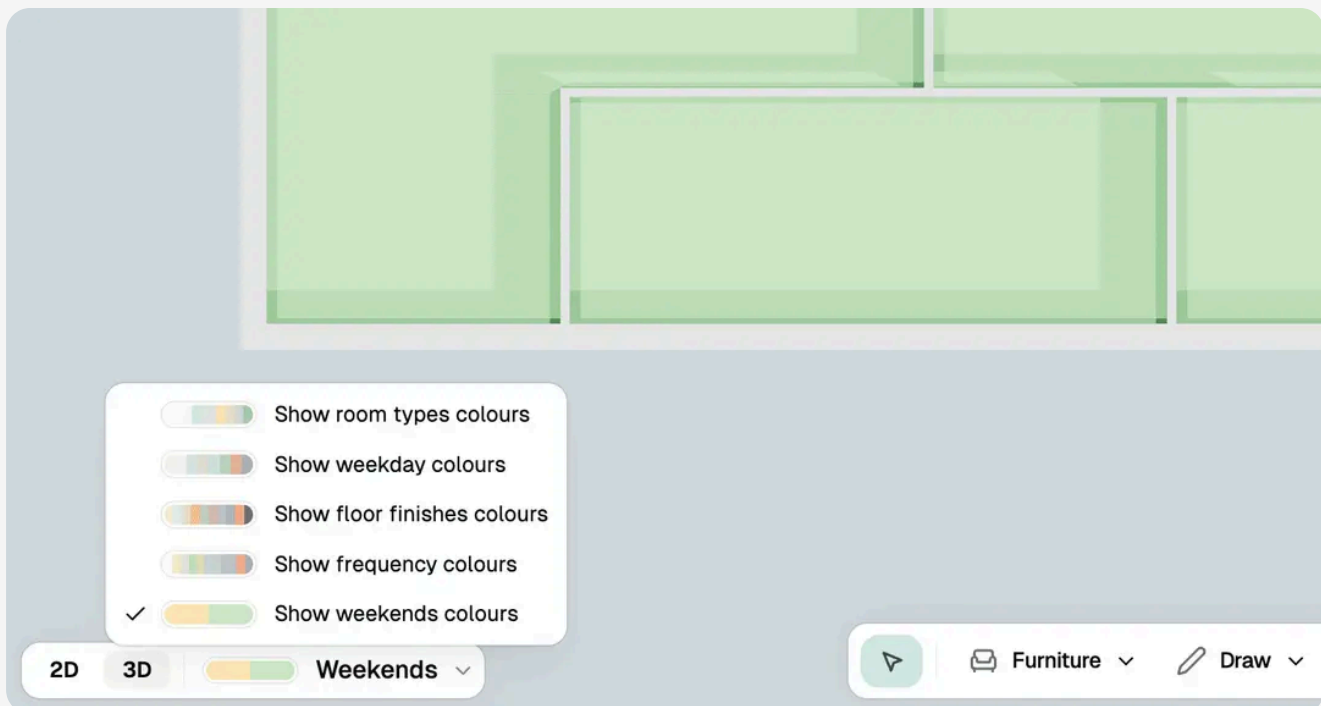 Show room types colours
Show weekday colours
Show floor finishes colours
Show frequency colours
Show weekends colours
2D 3D Weekends
Furniture Draw